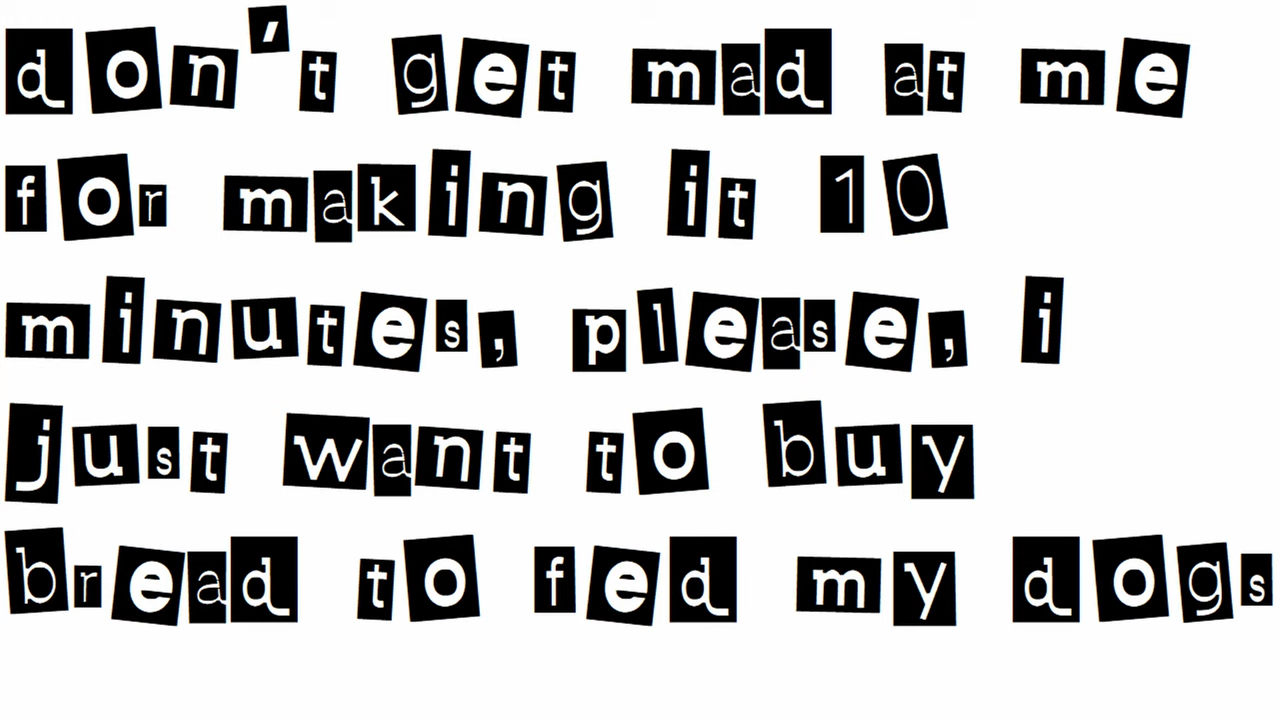 don't get mad at me
for making it 10
minutes, please, i
just want to buy
bread to fed my dogs